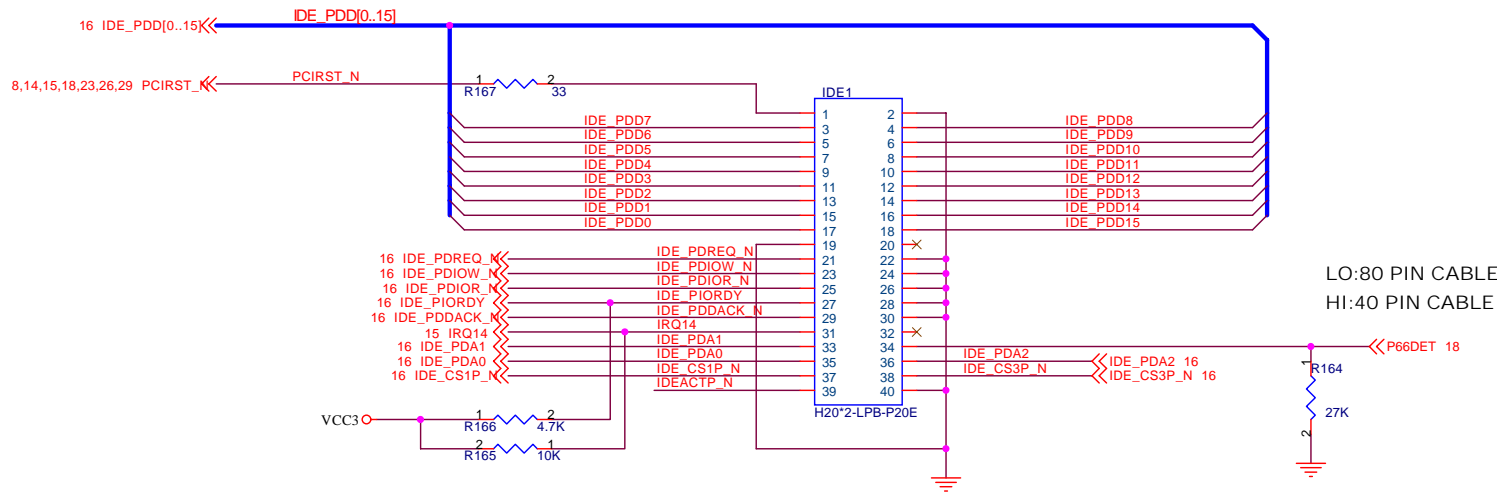 IDE_PDD[0..15]
16 IDE_PDD[0..15]
PCIRST_N
8,14,15,18,23,26,29 PCIRST_N
1 2
R167 33
IDE1
1 2
IDE_PDD7 3 4 IDE_PDD8
IDE_PDD6 5 6 IDE_PDD9
IDE_PDD5 7 8 IDE_PDD10
IDE_PDD4 9 10 IDE_PDD11
IDE_PDD3 11 12 IDE_PDD12
IDE_PDD2 13 14 IDE_PDD13
IDE_PDD1 15 16 IDE_PDD14
IDE_PDD0 17 18 IDE_PDD15
19 20
16 IDE_PDREQ_N IDE_PDREQ_N 21 22
16 IDE_PDIOW_N IDE_PDIOW_N 23 24
16 IDE_PDIOR_N IDE_PDIOR_N 25 26
16 IDE_PIORDY IDE_PIORDY 27 28
16 IDE_PDDACK_N IDE_PDDACK_N 29 30
15 IRQ14 IRQ14 31 32
16 IDE_PDA1 IDE_PDA1 33 34
16 IDE_PDA0 IDE_PDA0 35 36 IDE_PDA2 IDE_PDA2 16
16 IDE_CS1P_N IDE_CS1P_N 37 38 IDE_CS3P_N IDE_CS3P_N 16
IDEACTP_N 39 40
H20*2-LPB-P20E
LO:80 PIN CABLE
HI:40 PIN CABLE
P66DET 18
1
R164
27K
2
VCC3
1 2
R166 4.7K
2 1
R165 10K